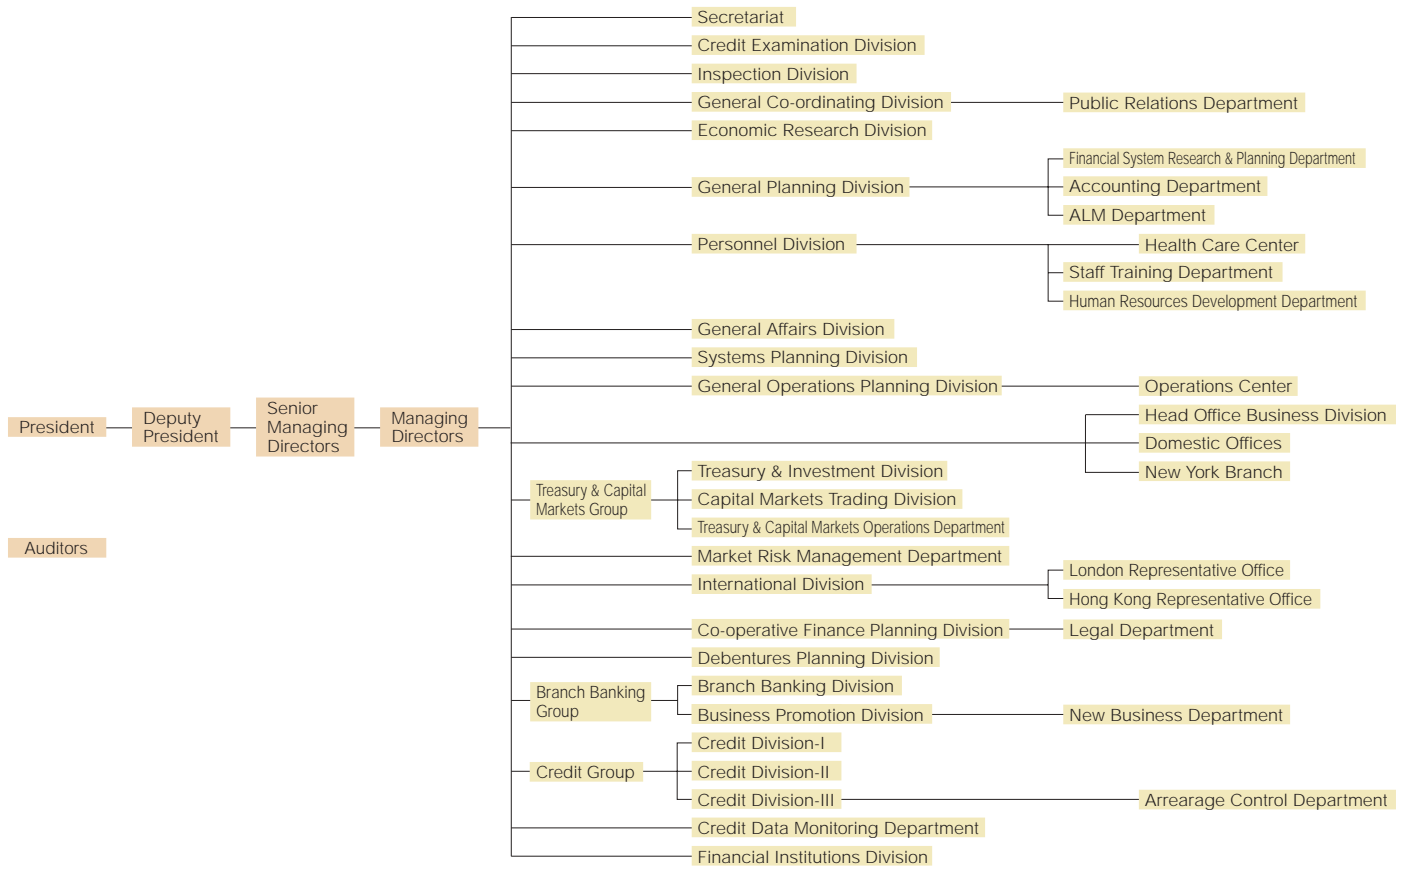 Secretariat
Credit Examination Division
Inspection Division
General Co-ordinating Division
Public Relations Department
Economic Research Division
Financial System Research & Planning Department
General Planning Division
Accounting Department
ALM Department
Personnel Division
Health Care Center
Staff Training Department
Human Resources Development Department
General Affairs Division
Systems Planning Division
General Operations Planning Division
Operations Center
President
Deputy
President
Senior
Managing
Directors
Managing
Directors
Head Office Business Division
Domestic Offices
New York Branch
Treasury & Capital
Markets Group
Treasury & Investment Division
Capital Markets Trading Division
Treasury & Capital Markets Operations Department
Auditors
Market Risk Management Department
International Division
London Representative Office
Hong Kong Representative Office
Co-operative Finance Planning Division
Legal Department
Debentures Planning Division
Branch Banking
Group
Branch Banking Division
Business Promotion Division
New Business Department
Credit Group
Credit Division-I
Credit Division-II
Credit Division-III
Arrearage Control Department
Credit Data Monitoring Department
Financial Institutions Division